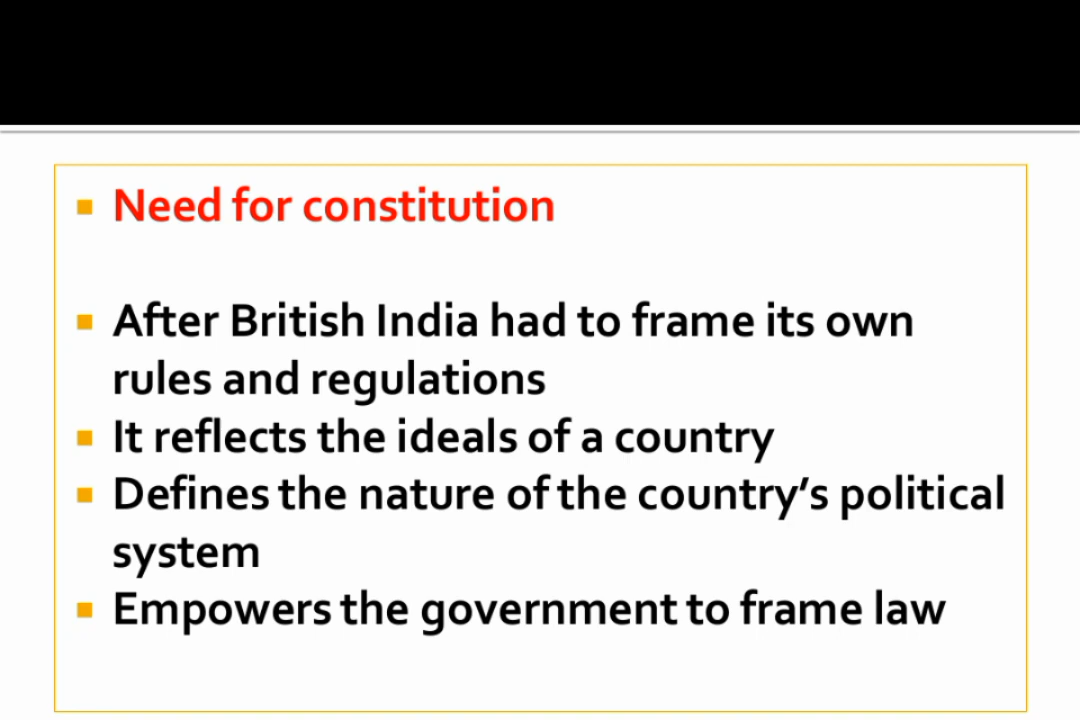 Need for constitution
After British India had to frame its own
rules and regulations
It reflects the ideals of a country
Defines the nature of the country’s political
system
Empowers the government to frame law